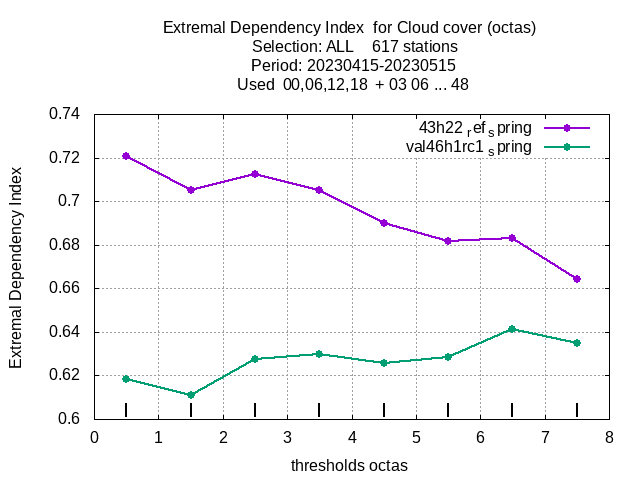 Extremal Dependency Index  for Cloud cover (octas)
Selection: ALL    617 stations
Period: 20230415-20230515
Used  00,06,12,18  + 03 06 ... 48
43h22 ref spring
val46h1rc1 spring
Extremal Dependency Index
0.74
0.72
0.7
0.68
0.66
0.64
0.62
0.6
0 1 2 3 4 5 6 7 8
thresholds octas